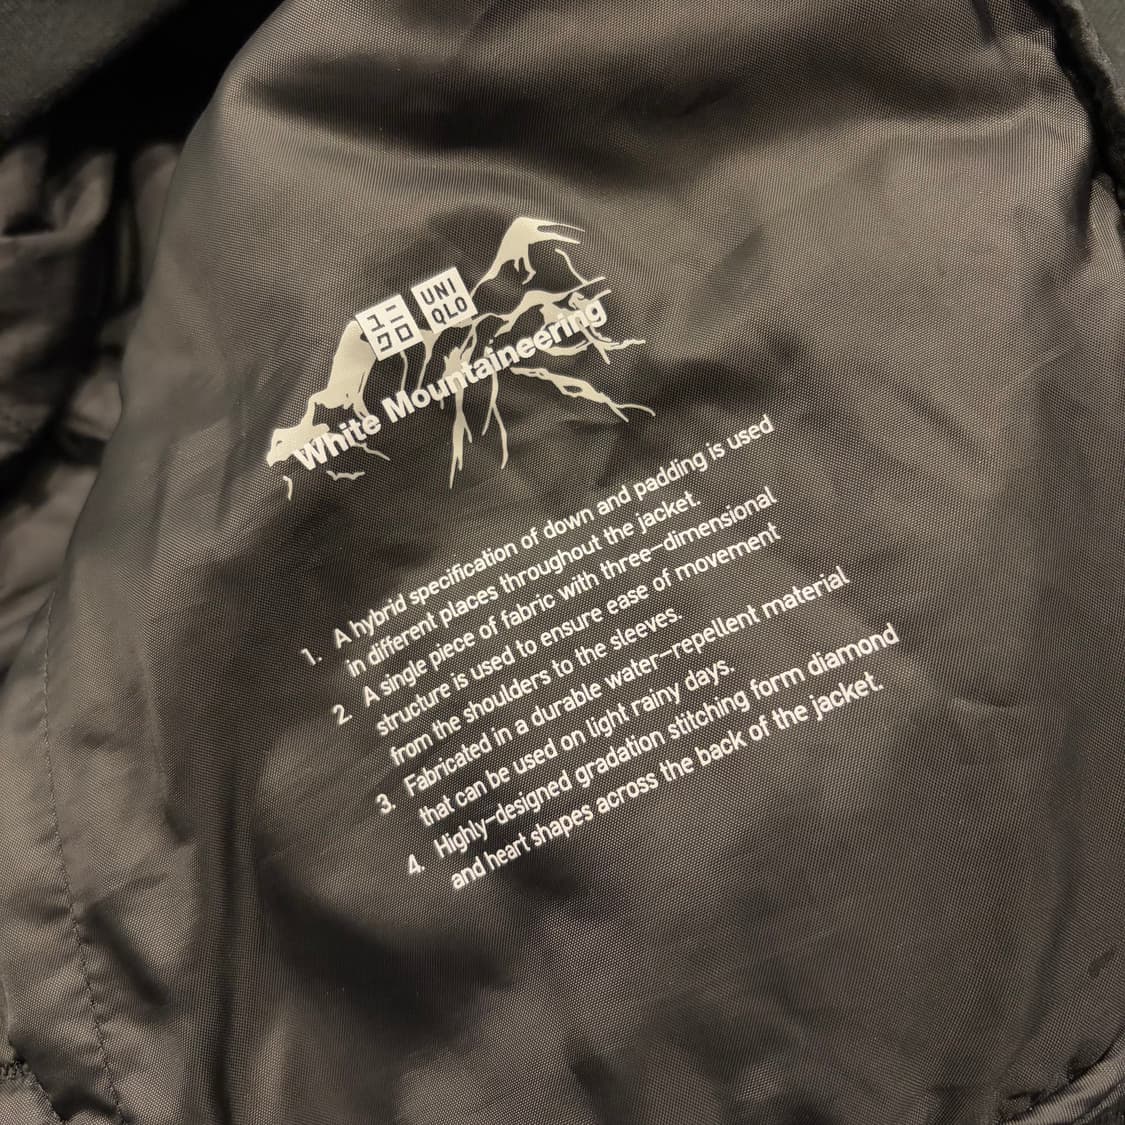 ユニ
クロ
UNI
QLO
White Mountaineering
1. A hybrid specification of down and padding is used
in different places throughout the jacket.
2. A single piece of fabric with three-dimensional
structure is used to ensure ease of movement
from the shoulders to the sleeves.
3. Fabricated in a durable water-repellent material
that can be used on light rainy days.
4. Highly-designed gradation stitching form diamond
and heart shapes across the back of the jacket.